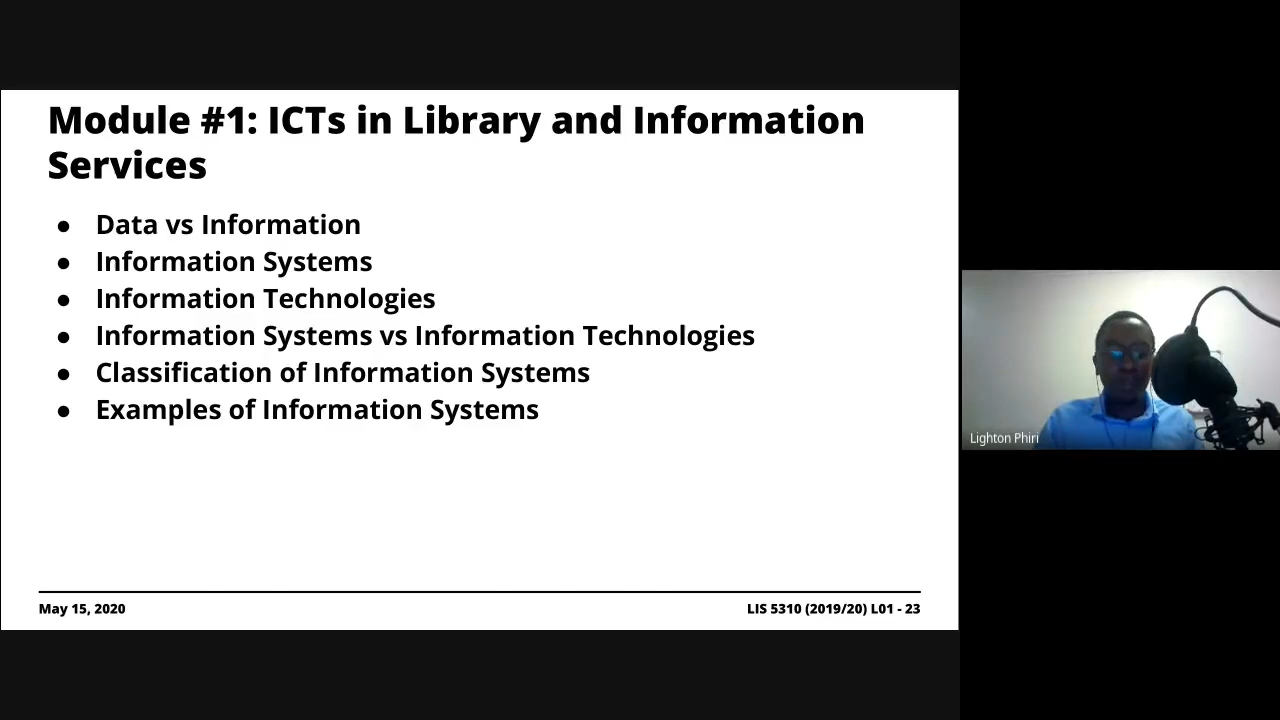 Module #1: ICTs in Library and Information
Services
● Data vs Information
● Information Systems
● Information Technologies
● Information Systems vs Information Technologies
● Classification of Information Systems
● Examples of Information Systems
May 15, 2020
LIS 5310 (2019/20) L01 - 23
Lighton Phiri